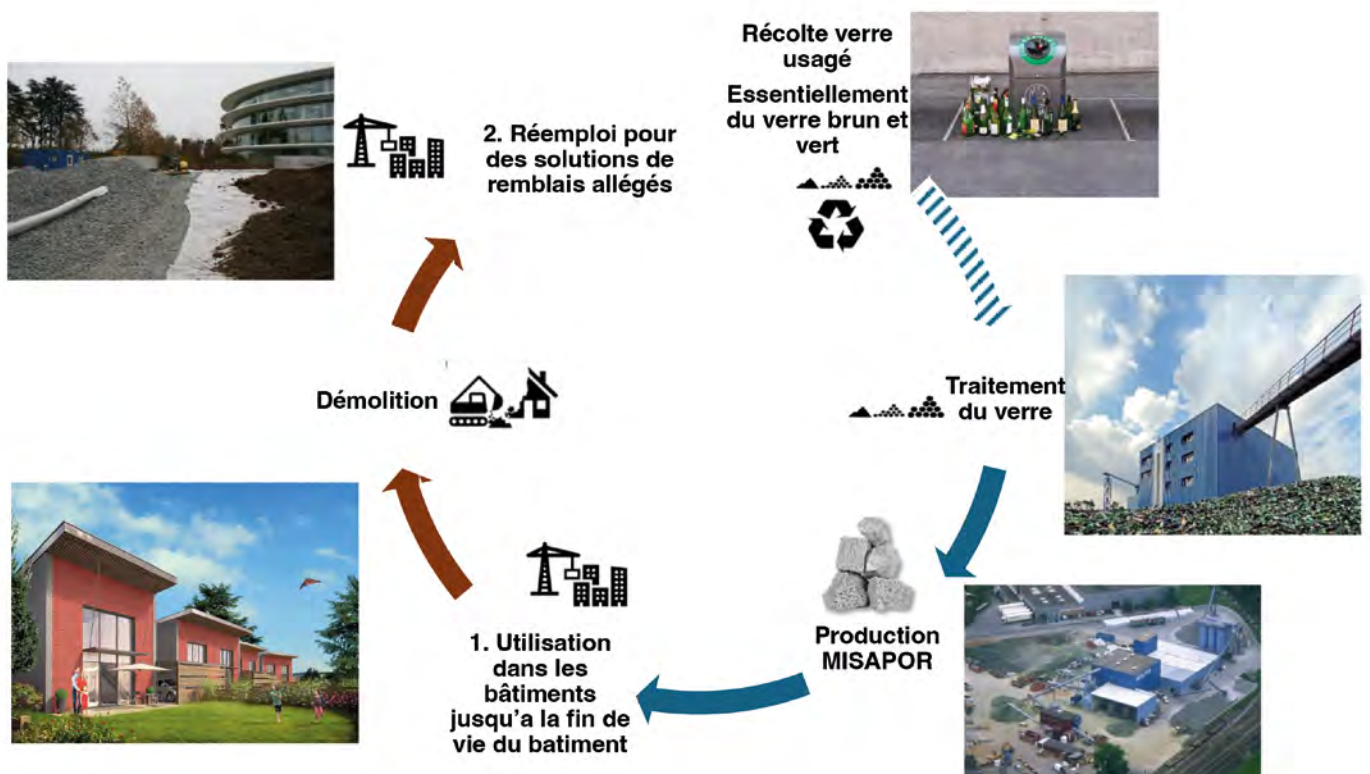 Récolte verre
usagé
Essentiellement
du verre brun et
vert
2. Réemploi pour
des solutions de
remblais allégés
Traitement
du verre
Démolition
Production
MISAPOR
1. Utilisation
dans les
bâtiments
jusqu'a la fin de
vie du batiment